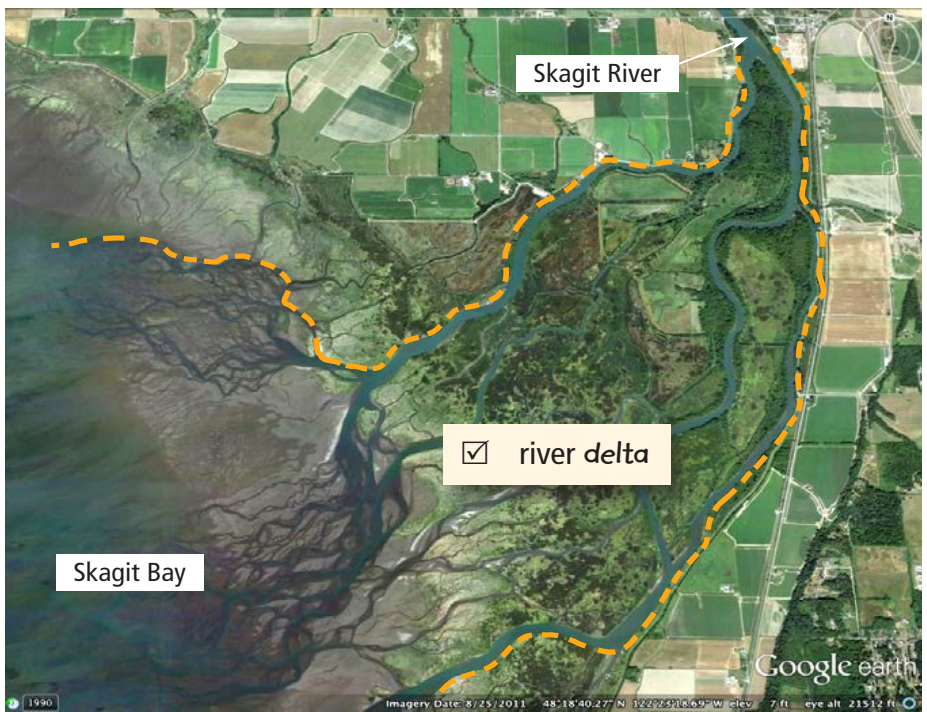 N
Skagit River
☑ river delta
Skagit Bay
Google earth
1990
Imagery Date: 8/25/2011 48°18'40.27" N 122°23'18.69" W elev 7 ft eye alt 21512 ft